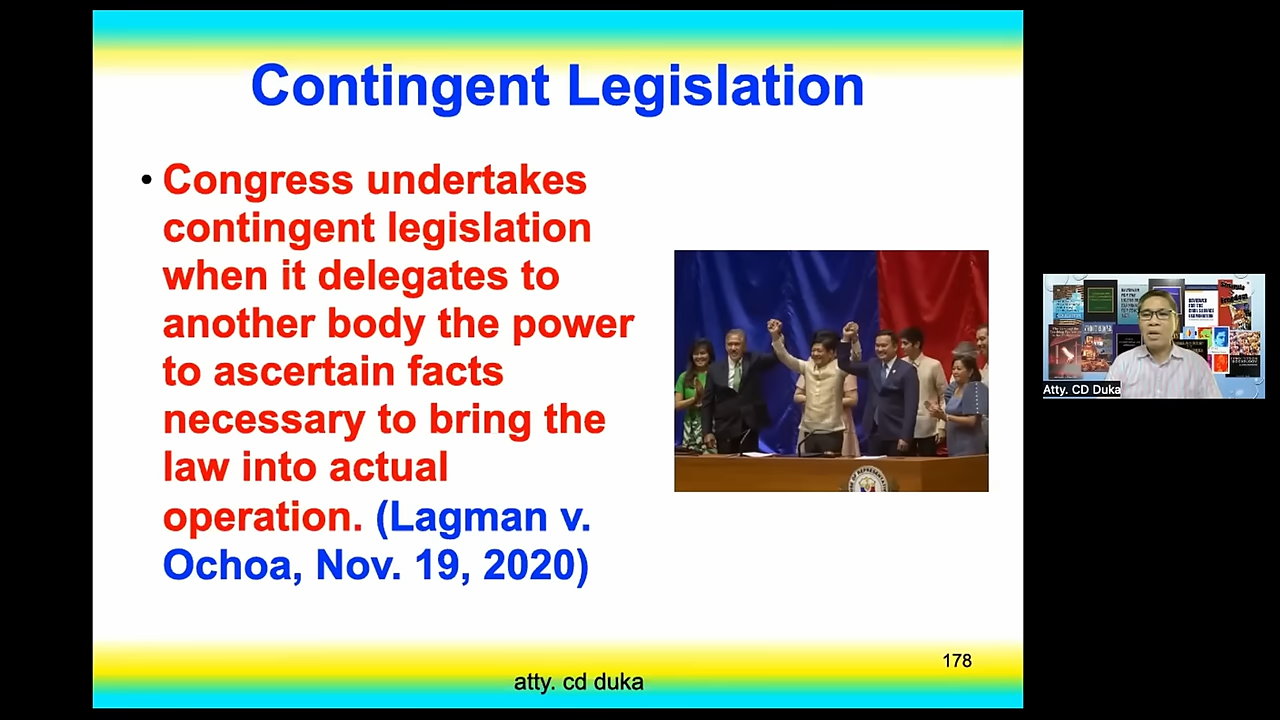 Contingent Legislation
• Congress undertakes
contingent legislation
when it delegates to
another body the power
to ascertain facts
necessary to bring the
law into actual
operation. (Lagman v.
Ochoa, Nov. 19, 2020)
178
atty. cd duka
Atty. CD Duka